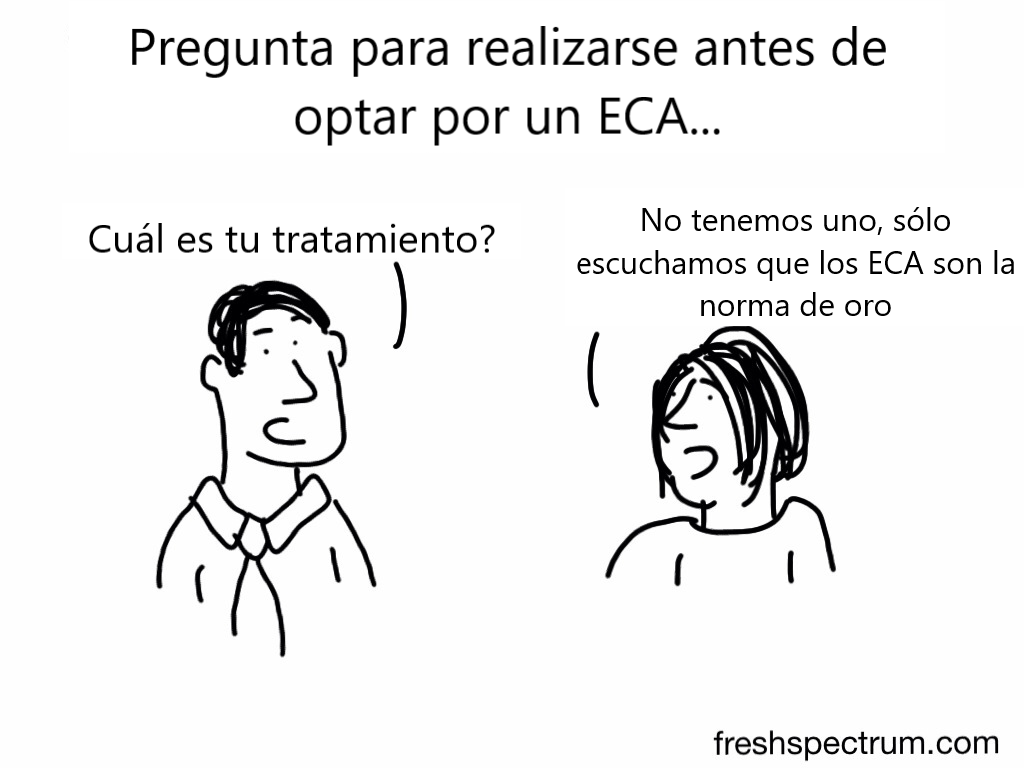 Pregunta para realizarse antes de
optar por un ECA...
Cuál es tu tratamiento?
No tenemos uno, sólo
escuchamos que los ECA son la
norma de oro
freshspectrum.com